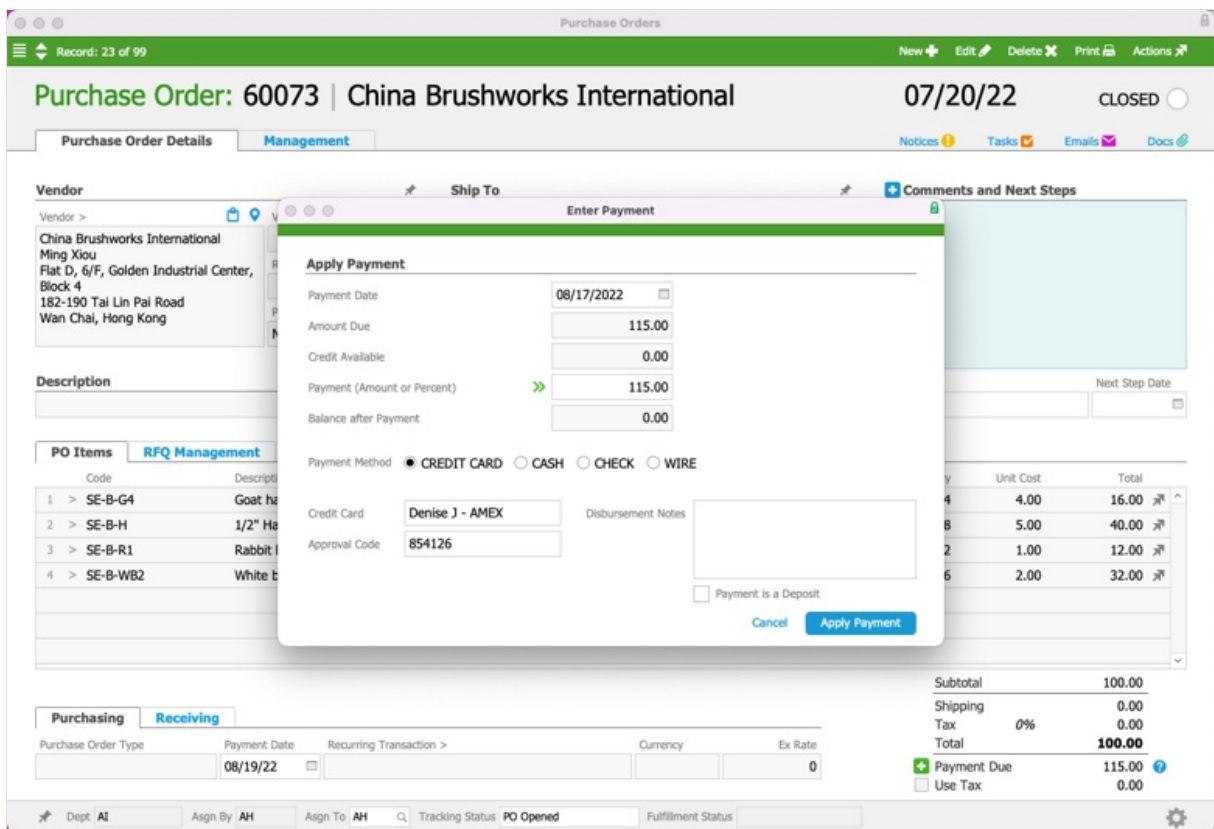 Purchase Orders
Record: 23 of 99
New Edit Delete Print Actions
Purchase Order: 60073 | China Brushworks International 07/20/22 CLOSED
Purchase Order Details Management Notices Tasks Emails Docs
Vendor Ship To Comments and Next Steps
Vendor >
China Brushworks International
Ming Xiou
Flat D, 6/F, Golden Industrial Center,
Block 4
182-190 Tai Lin Pai Road
Wan Chai, Hong Kong
Enter Payment
Apply Payment
Payment Date 08/17/2022
Amount Due 115.00
Credit Available 0.00
Payment (Amount or Percent) 115.00
Balance after Payment 0.00
Payment Method CREDIT CARD CASH CHECK WIRE
Credit Card Denise J - AMEX Disbursement Notes
Approval Code 854126
Payment is a Deposit
Cancel Apply Payment
Description Next Step Date
PO Items RFQ Management
Code Unit Cost Total
1 > SE-B-G4 Goat 4.00 16.00
2 > SE-B-H 1/2" 5.00 40.00
3 > SE-B-R1 Rabbit 1.00 12.00
4 > SE-B-WB2 White 2.00 32.00
Subtotal 100.00
Shipping 0.00
Tax 0% 0.00
Total 100.00
Payment Due 115.00
Use Tax 0.00
Purchasing Receiving
Purchase Order Type Payment Date Recurring Transaction > Currency Ex Rate
08/19/22 0
Dept AI Asgn By AH Asgn To AH Tracking Status PO Opened Fulfillment Status